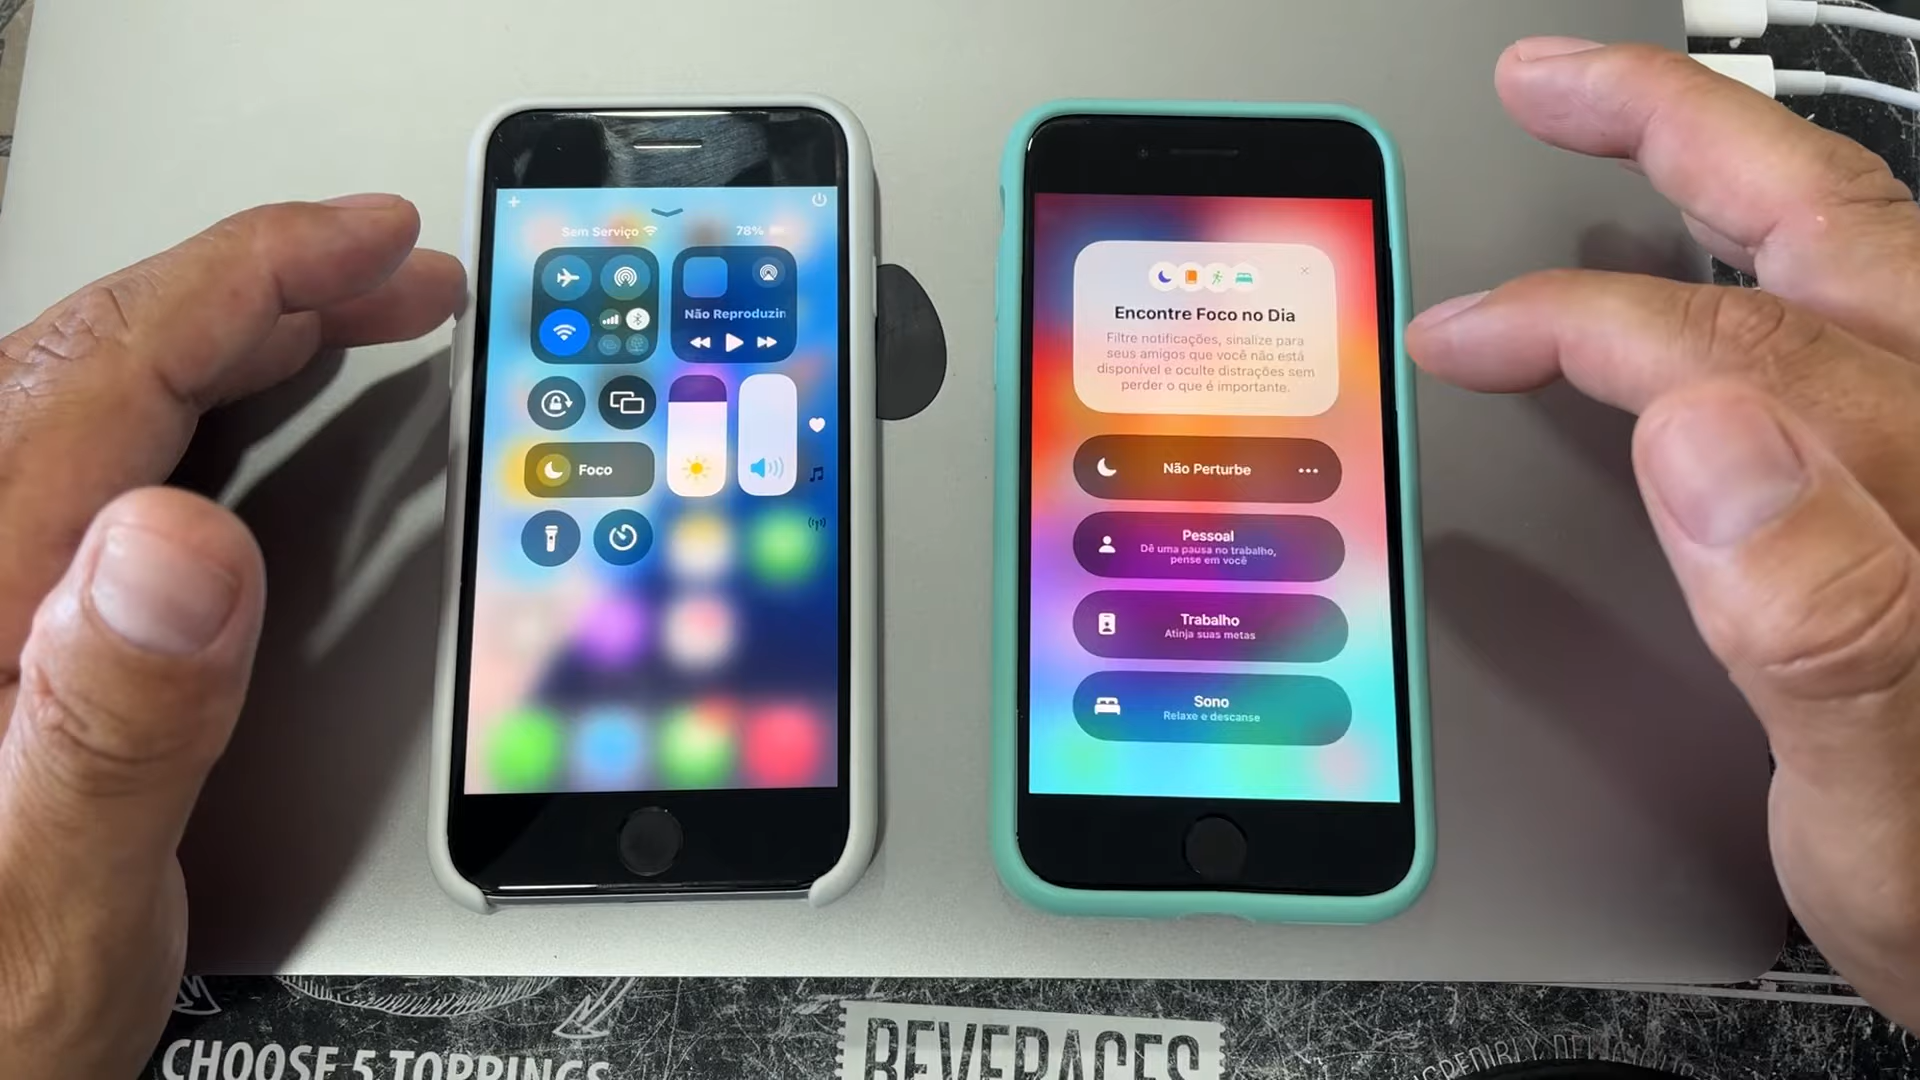 Sem Serviço
78%
Não Reproduzin
Foco
Encontre Foco no Dia
Filtre notificações, sinalize para
seus amigos que você não está
disponível e oculte distrações sem
perder o que é importante.
Não Perturbe
Pessoal
Dê uma pausa no trabalho,
pense em você
Trabalho
Atinja suas metas
Sono
Relaxe e descanse
CHOOSE 5 TOPPINGS
BEVERAGES